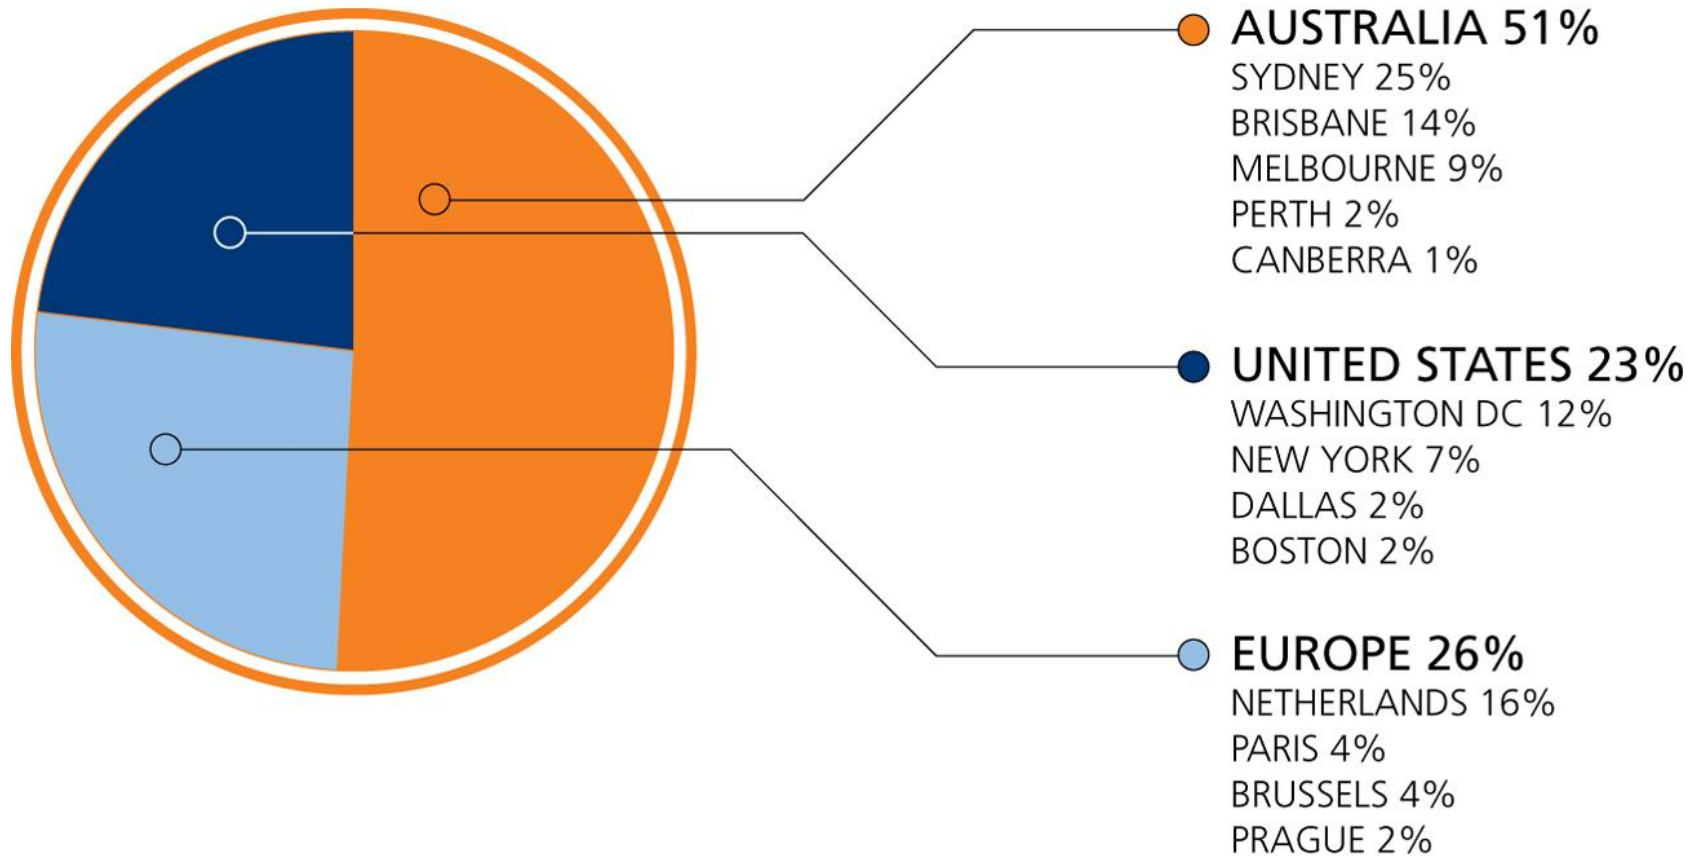 AUSTRALIA 51%
SYDNEY 25%
BRISBANE 14%
MELBOURNE 9%
PERTH 2%
CANBERRA 1%
UNITED STATES 23%
WASHINGTON DC 12%
NEW YORK 7%
DALLAS 2%
BOSTON 2%
EUROPE 26%
NETHERLANDS 16%
PARIS 4%
BRUSSELS 4%
PRAGUE 2%